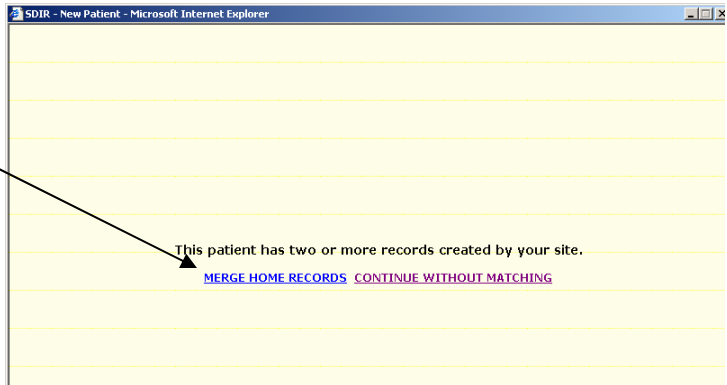 SDIR - New Patient - Microsoft Internet Explorer
This patient has two or more records created by your site.
MERGE HOME RECORDS CONTINUE WITHOUT MATCHING